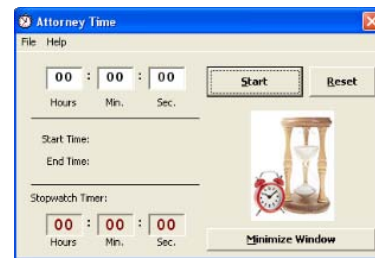 Attorney Time
File Help
00 : 00 : 00
Hours Min. Sec.
Start Reset
Start Time:
End Time:
Stopwatch Timer:
00 : 00 : 00
Hours Min. Sec.
Minimize Window